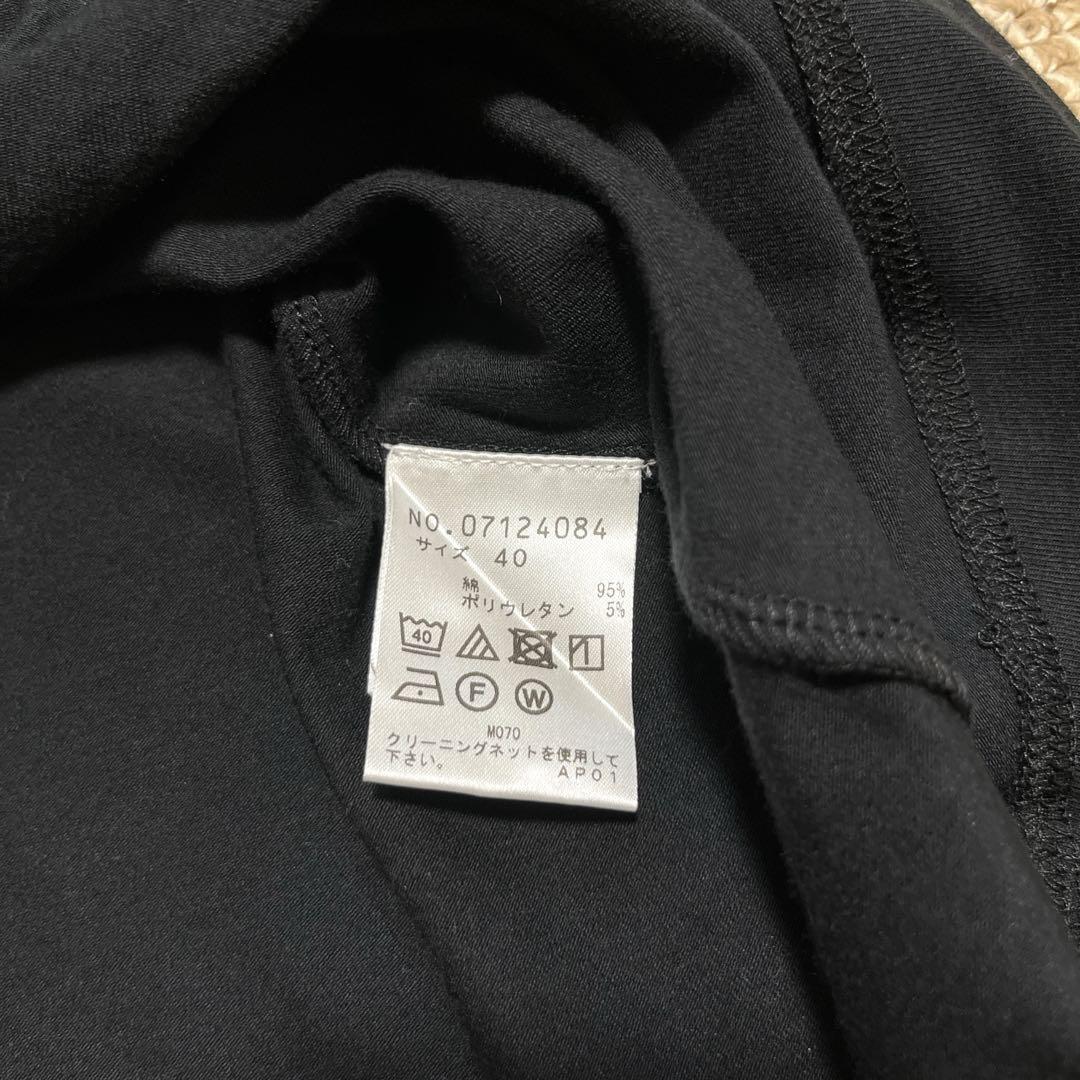 NO.07124084
サイズ 40
綿 95%
ポリウレタン 5%
40
F W
M070
クリーニングネットを使用して
下さい。 AP01